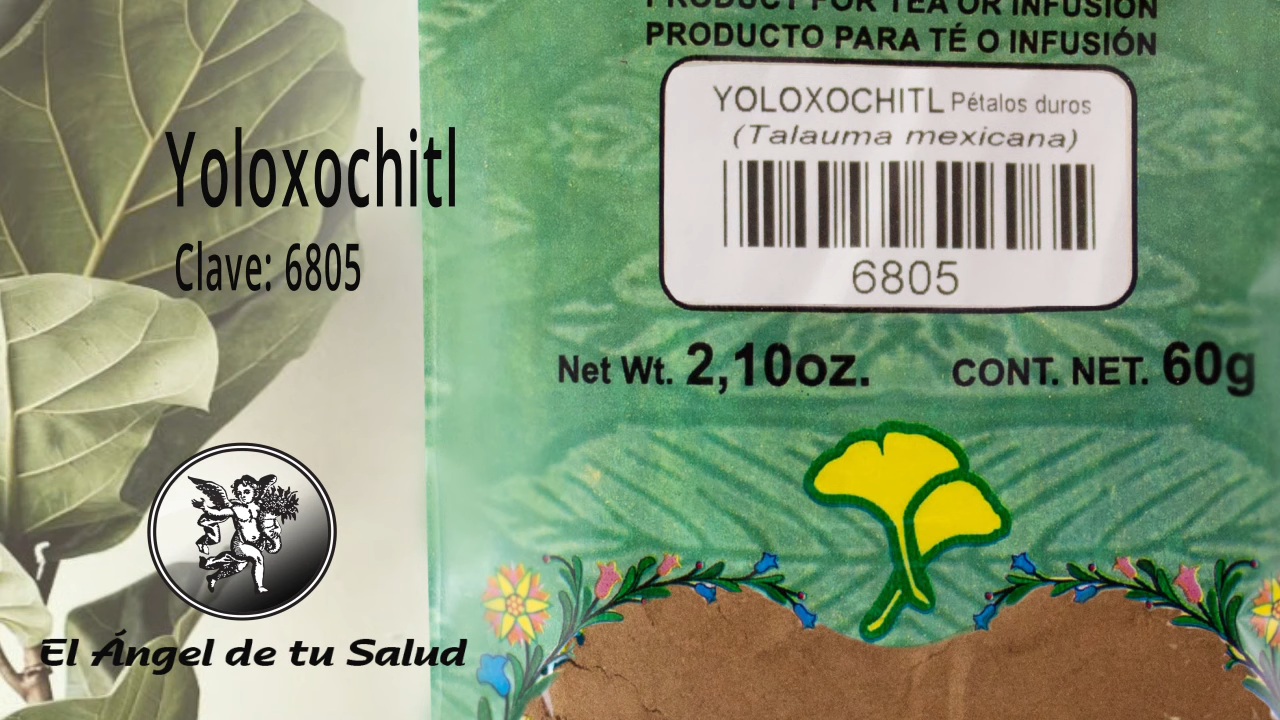 PRODUCT FOR TEA OR INFUSIÓN
PRODUCTO PARA TÉ O INFUSIÓN
YOLOXOCHITL Pétalos duros
(Talauma mexicana)
6805
Net Wt. 2,10oz. CONT. NET. 60g
Yoloxochitl
Clave: 6805
El Ángel de tu Salud